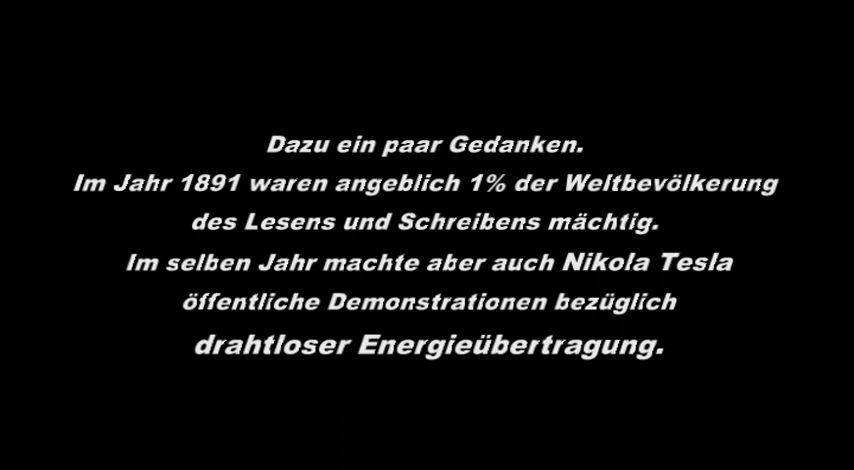 Dazu ein paar Gedanken.
Im Jahr 1891 waren angeblich 1% der Weltbevölkerung
des Lesens und Schreibens mächtig.
Im selben Jahr machte aber auch Nikola Tesla
öffentliche Demonstrationen bezüglich
drahtloser Energieübertragung.